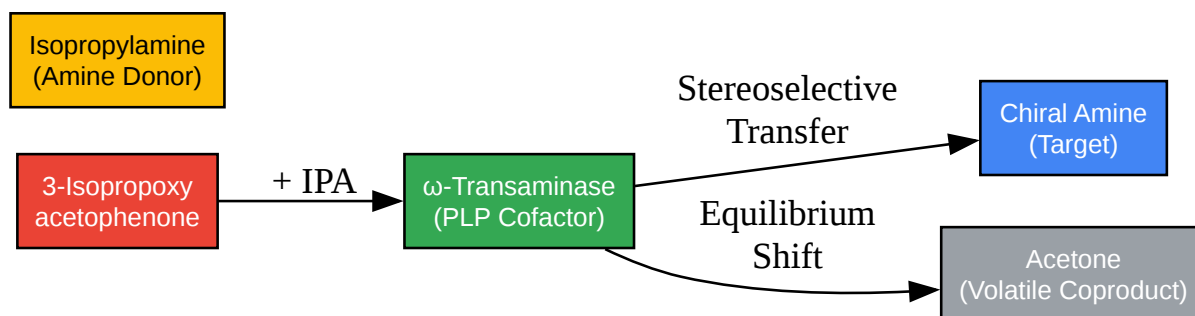 Isopropylamine
(Amine Donor)
3-Isopropoxy
acetophenone
+ IPA
ω-Transaminase
(PLP Cofactor)
Stereoselective
Transfer
Chiral Amine
(Target)
Equilibrium
Shift
Acetone
(Volatile Coproduct)